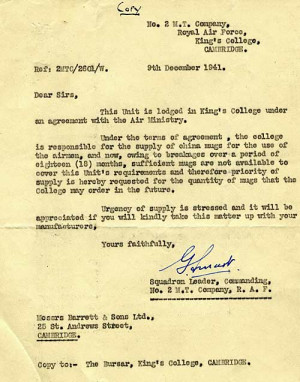 Copy
No. 2 M.T. Company,
Royal Air Force,
King's College,
CAMBRIDGE.
Ref: 2MTC/2601/W.
9th December 1941.
Dear Sirs,
This Unit is lodged in King's College under
an agreement with the Air Ministry.
Under the terms of agreement , the college
is responsible for the supply of china mugs for the use of
the airmen, and now, owing to breakages over a period of
eighteen (18) months, sufficient mugs are not available to
cover this Unit's requirements and therefore priority of
supply is hereby requested for the quantity of mugs that the
College may order in the future.
Urgency of supply is stressed and it will be
appreciated if you will kindly take this matter up with your
manufacturers,
Yours faithfully,
Squadron Leader, Commanding,
No. 2 M.T. Company, R.A.F.
Messrs Barrett & Sons Ltd.,
25 St. Andrews Street,
CAMBRIDGE.
Copy to:- The Bursar, King's College, CAMBRIDGE.